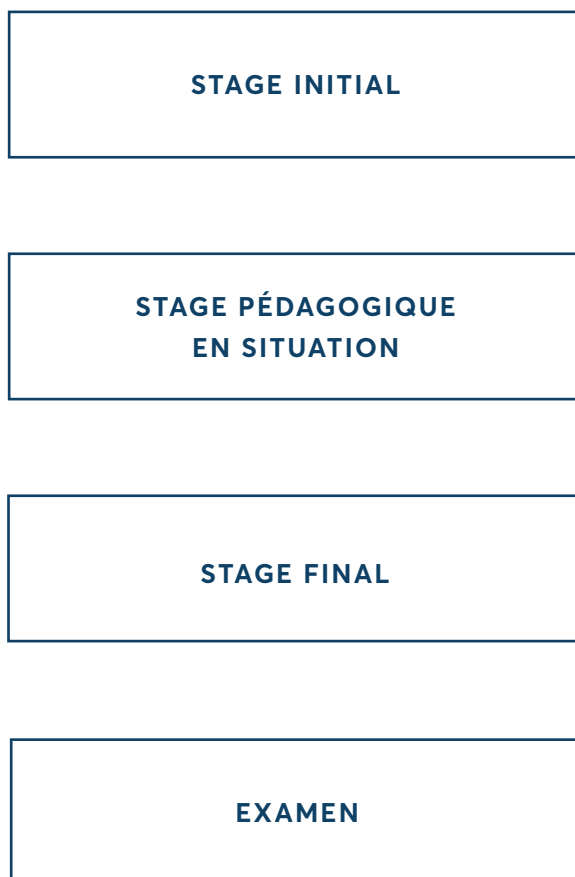 STAGE INITIAL
STAGE PÉDAGOGIQUE
EN SITUATION
STAGE FINAL
EXAMEN